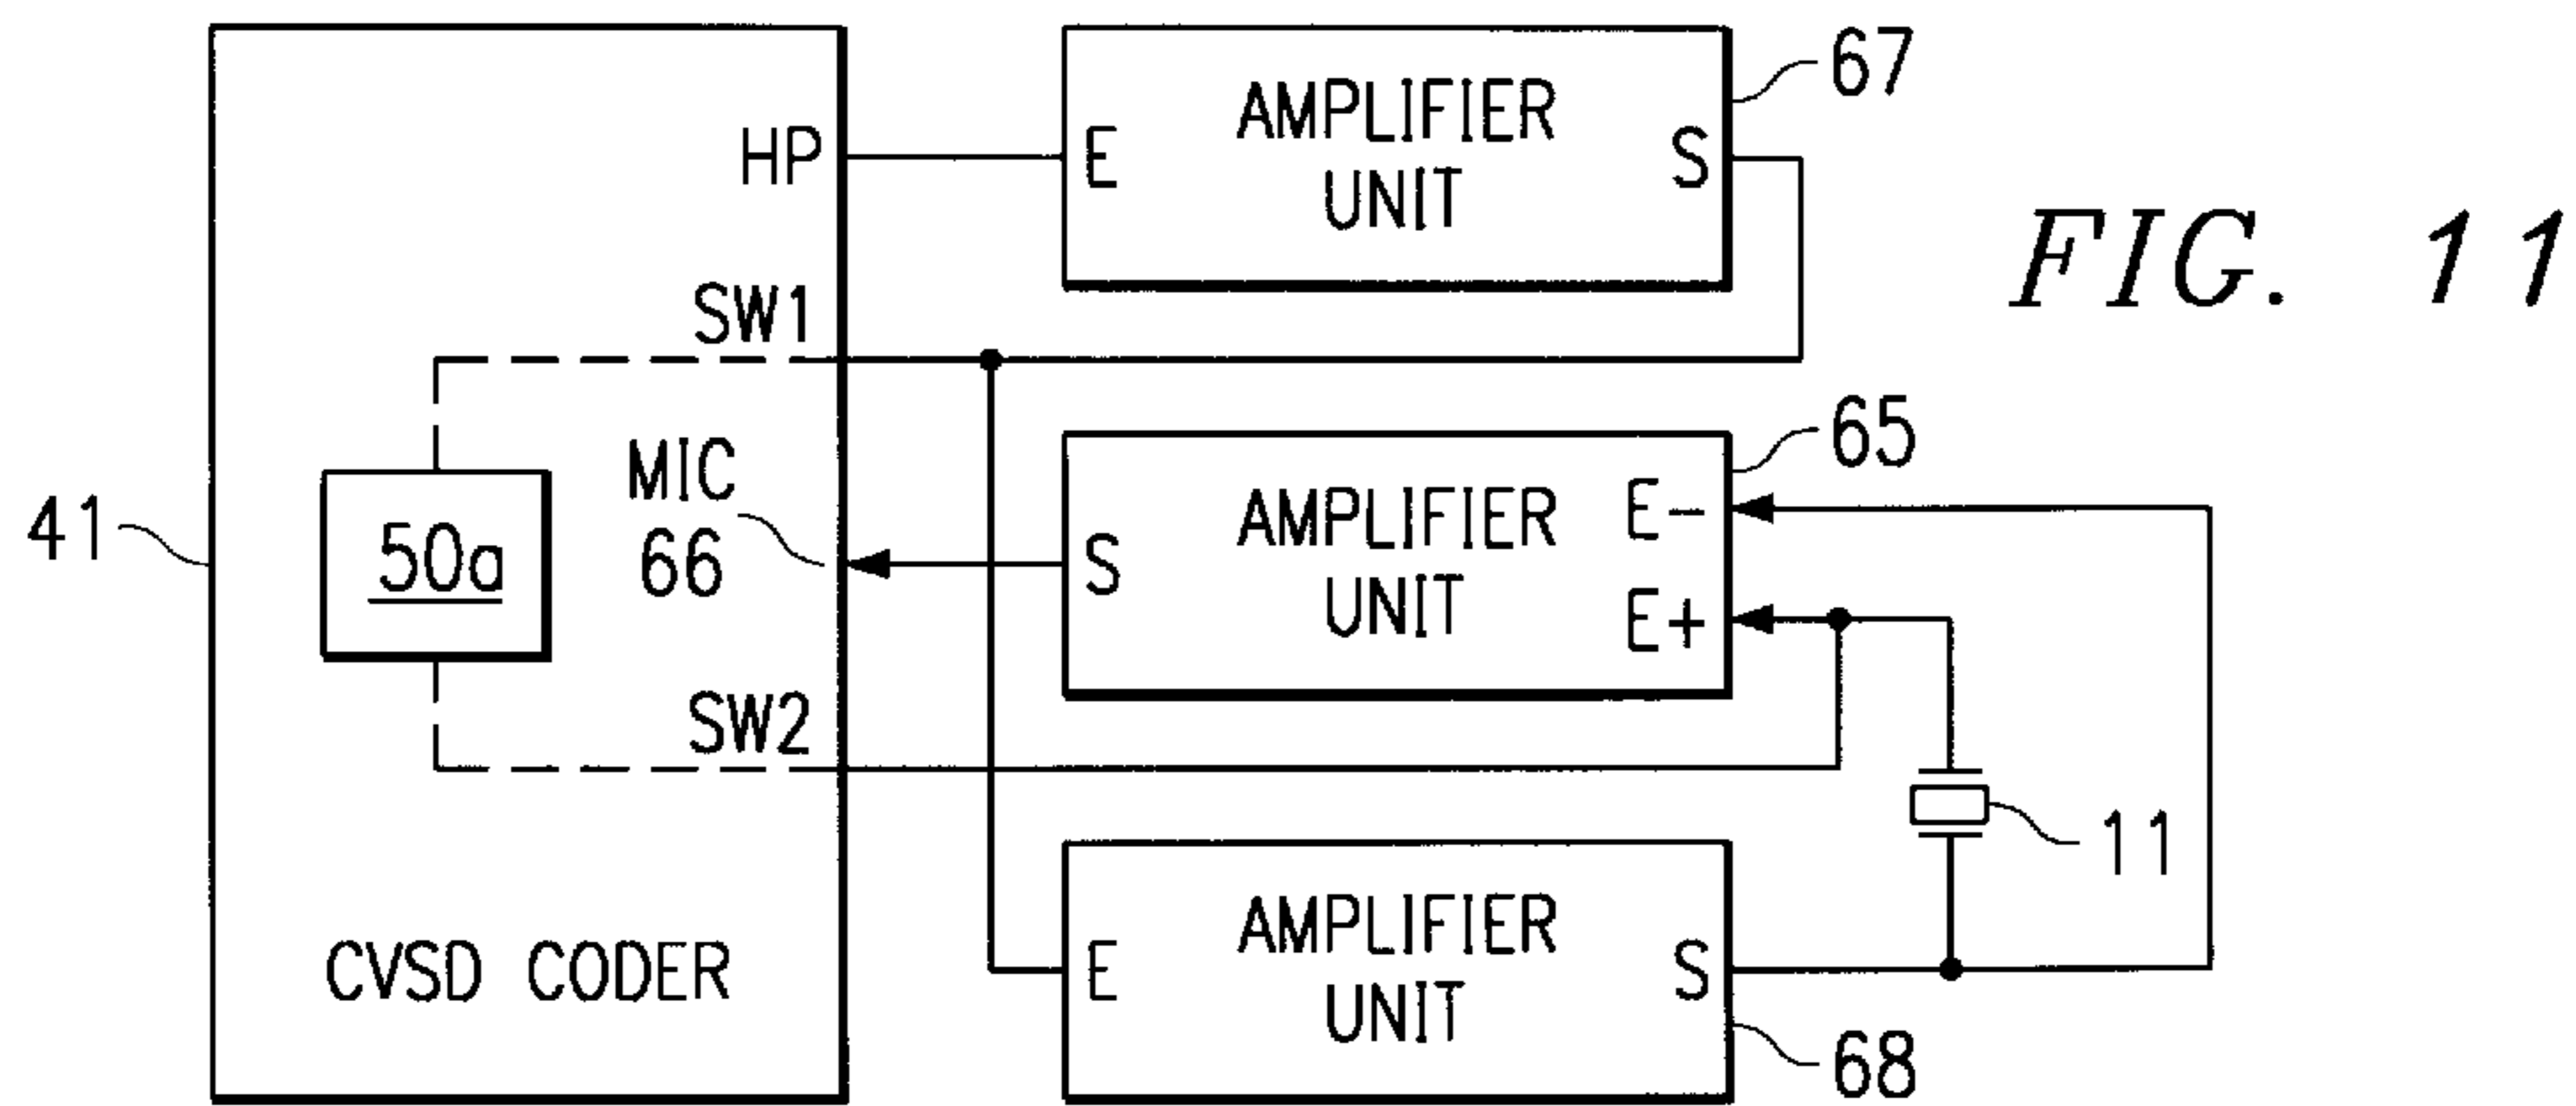 67
AMPLIFIER
UNIT
HP
E
S
FIG. 11
SW1
65
MIC
66
AMPLIFIER
UNIT
E-
E+
S
41
50a
SW2
11
AMPLIFIER
UNIT
E
S
CVSD CODER
68